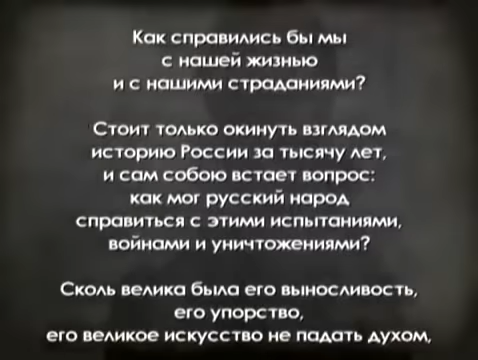 Как справились бы мы
с нашей жизнью
и с нашими страданиями?
Стоит только окинуть взглядом
историю России за тысячу лет,
и сам собою встает вопрос:
как мог русский народ
справиться с этими испытаниями,
войнами и уничтожениями?
Сколь велика была его выносливость,
его упорство,
его великое искусство не падать духом,